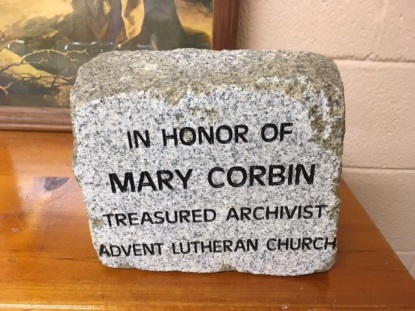 IN HONOR OF
MARY CORBIN
TREASURED ARCHIVIST
ADVENT LUTHERAN CHURCH